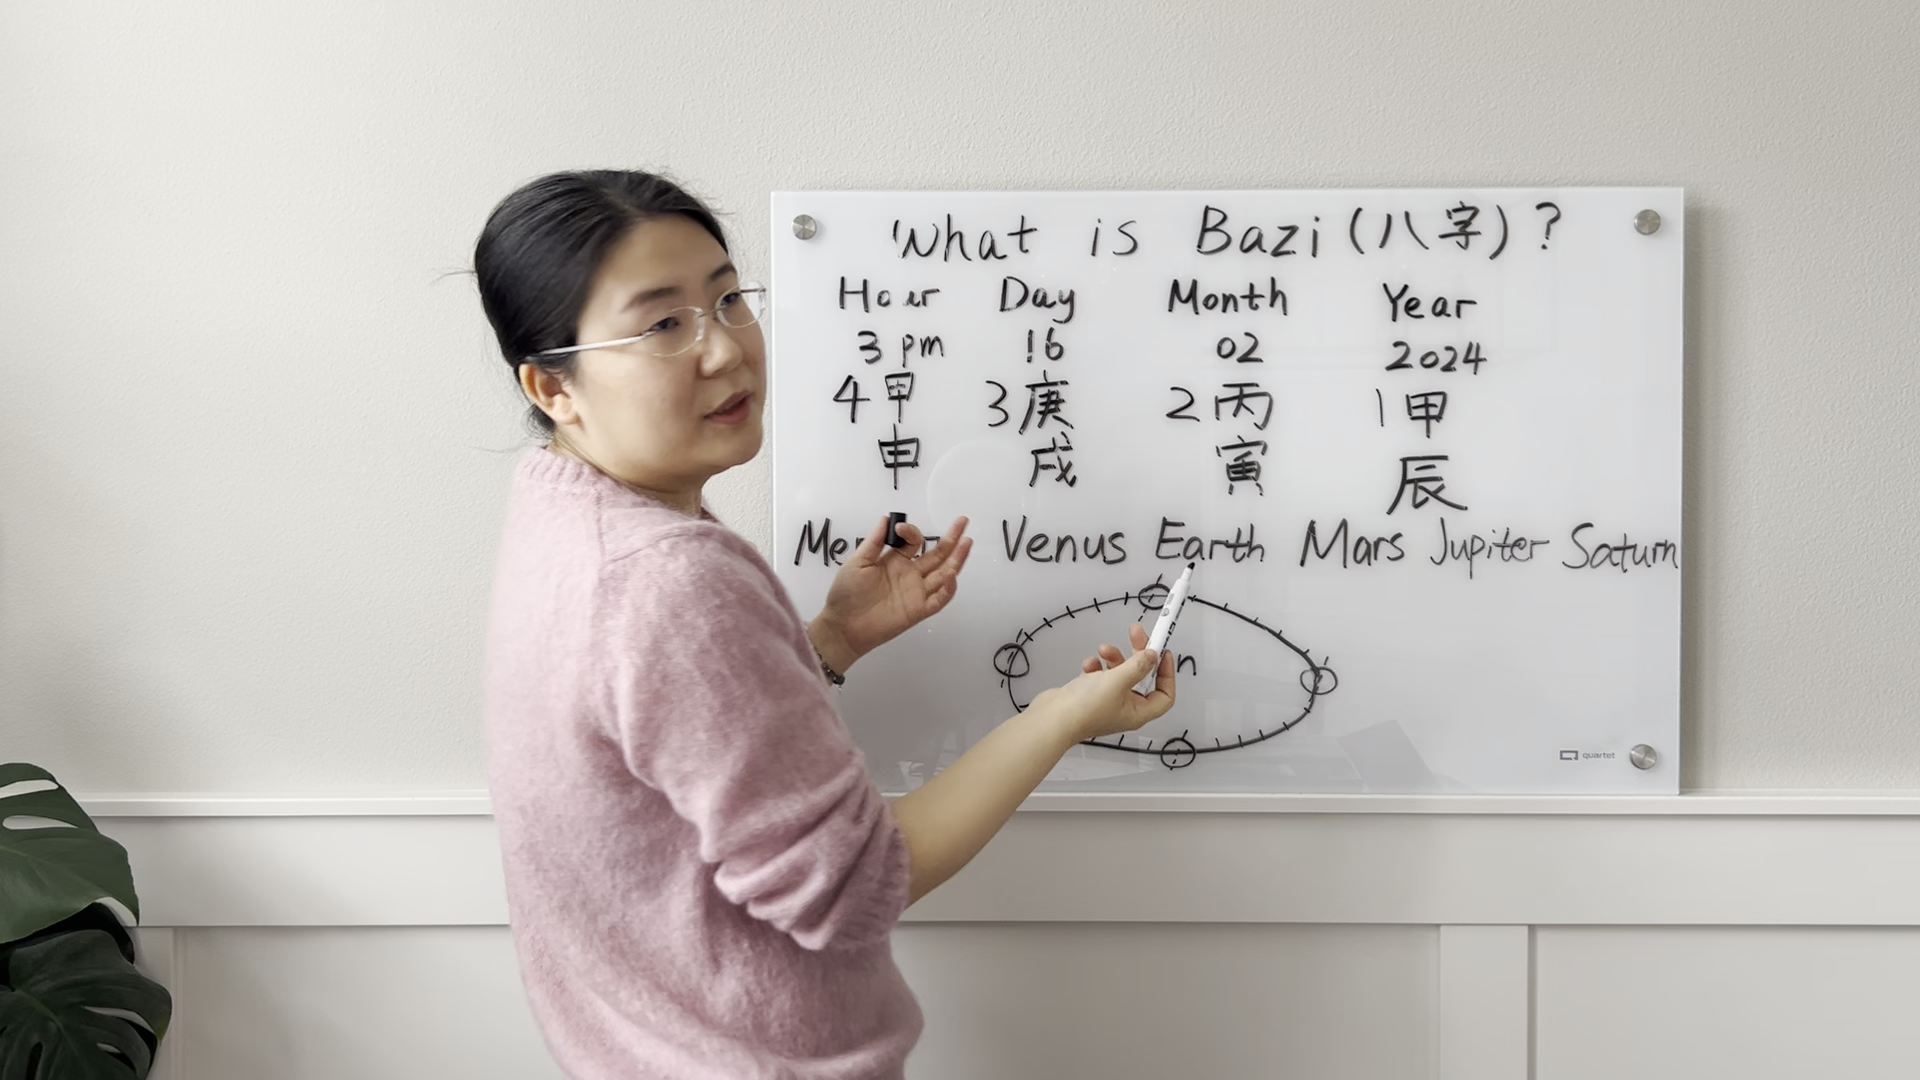 What is Bazi (八字)?
Hour Day Month Year
3 pm 16 02 2024
4 甲 3 庚 2 丙 1 甲
申 戌 寅 辰
Venus Earth Mars Jupiter Saturn
quartet